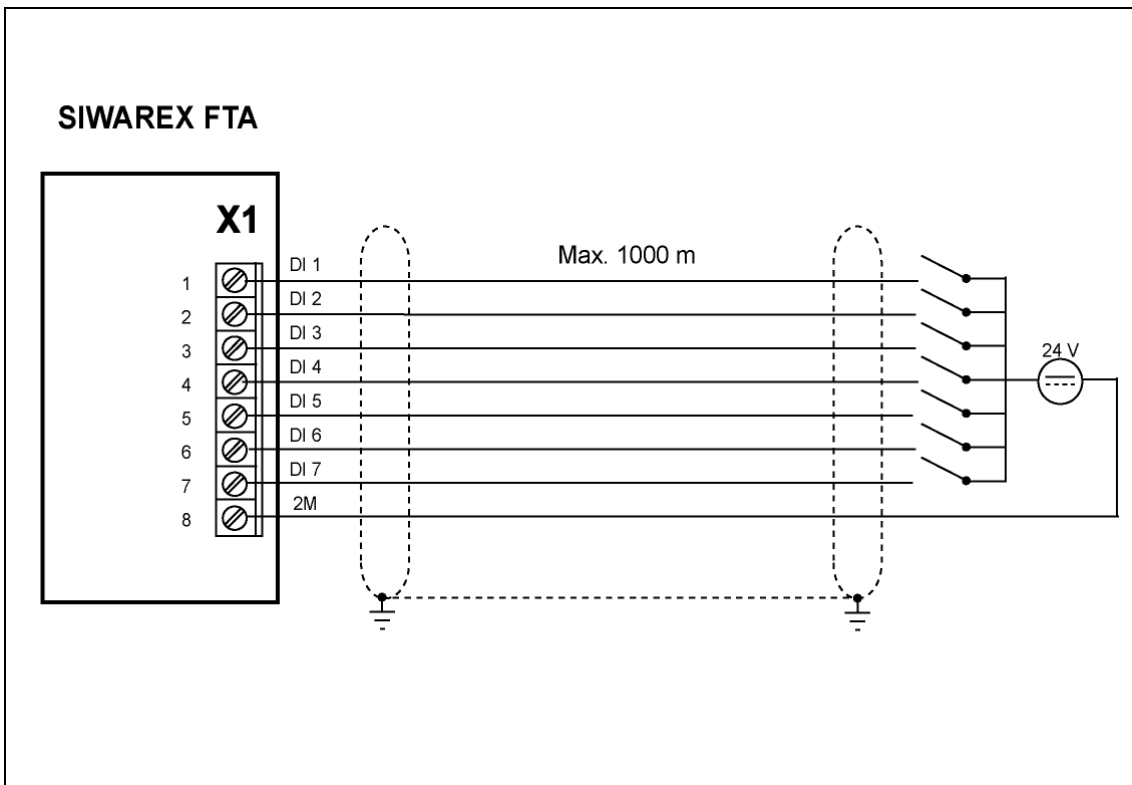 SIWAREX FTA
X1
Max. 1000 m
1 DI 1
2 DI 2
3 DI 3
4 DI 4
5 DI 5
6 DI 6
7 DI 7
8 2M
24 V